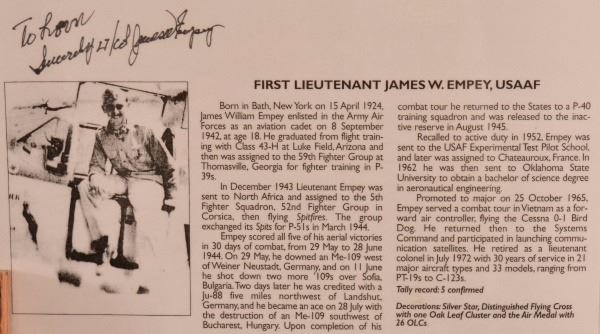 To Loon
Sincerely Lt/Col James W Empey
FIRST LIEUTENANT JAMES W. EMPEY, USAAF
Born in Bath, New York on 15 April 1924,
James William Empey enlisted in the Army Air
Forces as an aviation cadet on 8 September
1942, at age 18. He graduated from flight train-
ing with Class 43-H at Luke Field, Arizona and
then was assigned to the 59th Fighter Group at
Thomasville, Georgia for fighter training in P-
39s.
In December 1943 Lieutenant Empey was
sent to North Africa and assigned to the 5th
Fighter Squadron, 52nd Fighter Group in
Corsica, then flying Spitfires. The group
exchanged its Spits for P-51s in March 1944.
Empey scored all five of his aerial victories
in 30 days of combat, from 29 May to 28 June
1944. On 29 May, he downed an Me-109 west
of Weiner Neustadt, Germany, and on 11 June
he shot down two more '109s over Sofia,
Bulgaria. Two days later he was credited with a
Ju-88 five miles northwest of Landshut,
Germany, and he became an ace on 28 July with
the destruction of an Me-109 southwest of
Bucharest, Hungary. Upon completion of his
combat tour he returned to the States to a P-40
training squadron and was released to the inac-
tive reserve in August 1945.
Recalled to active duty in 1952, Empey was
sent to the USAF Experimental Test Pilot School,
and later was assigned to Chateauroux, France. In
1962 he was then sent to Oklahoma State
University to obtain a bachelor of science degree
in aeronautical engineering.
Promoted to major on 25 October 1965,
Empey served a combat tour in Vietnam as a for-
ward air controller, flying the Cessna 0-1 Bird
Dog. He returned then to the Systems
Command and participated in launching commu-
nication satellites. He retired as a lieutenant
colonel in July 1972 with 30 years of service in 21
major aircraft types and 33 models, ranging from
PT-19s to C-123s.
Tally record: 5 confirmed
Decorations: Silver Star, Distinguished Flying Cross
with one Oak Leaf Cluster and the Air Medal with
26 OLCs